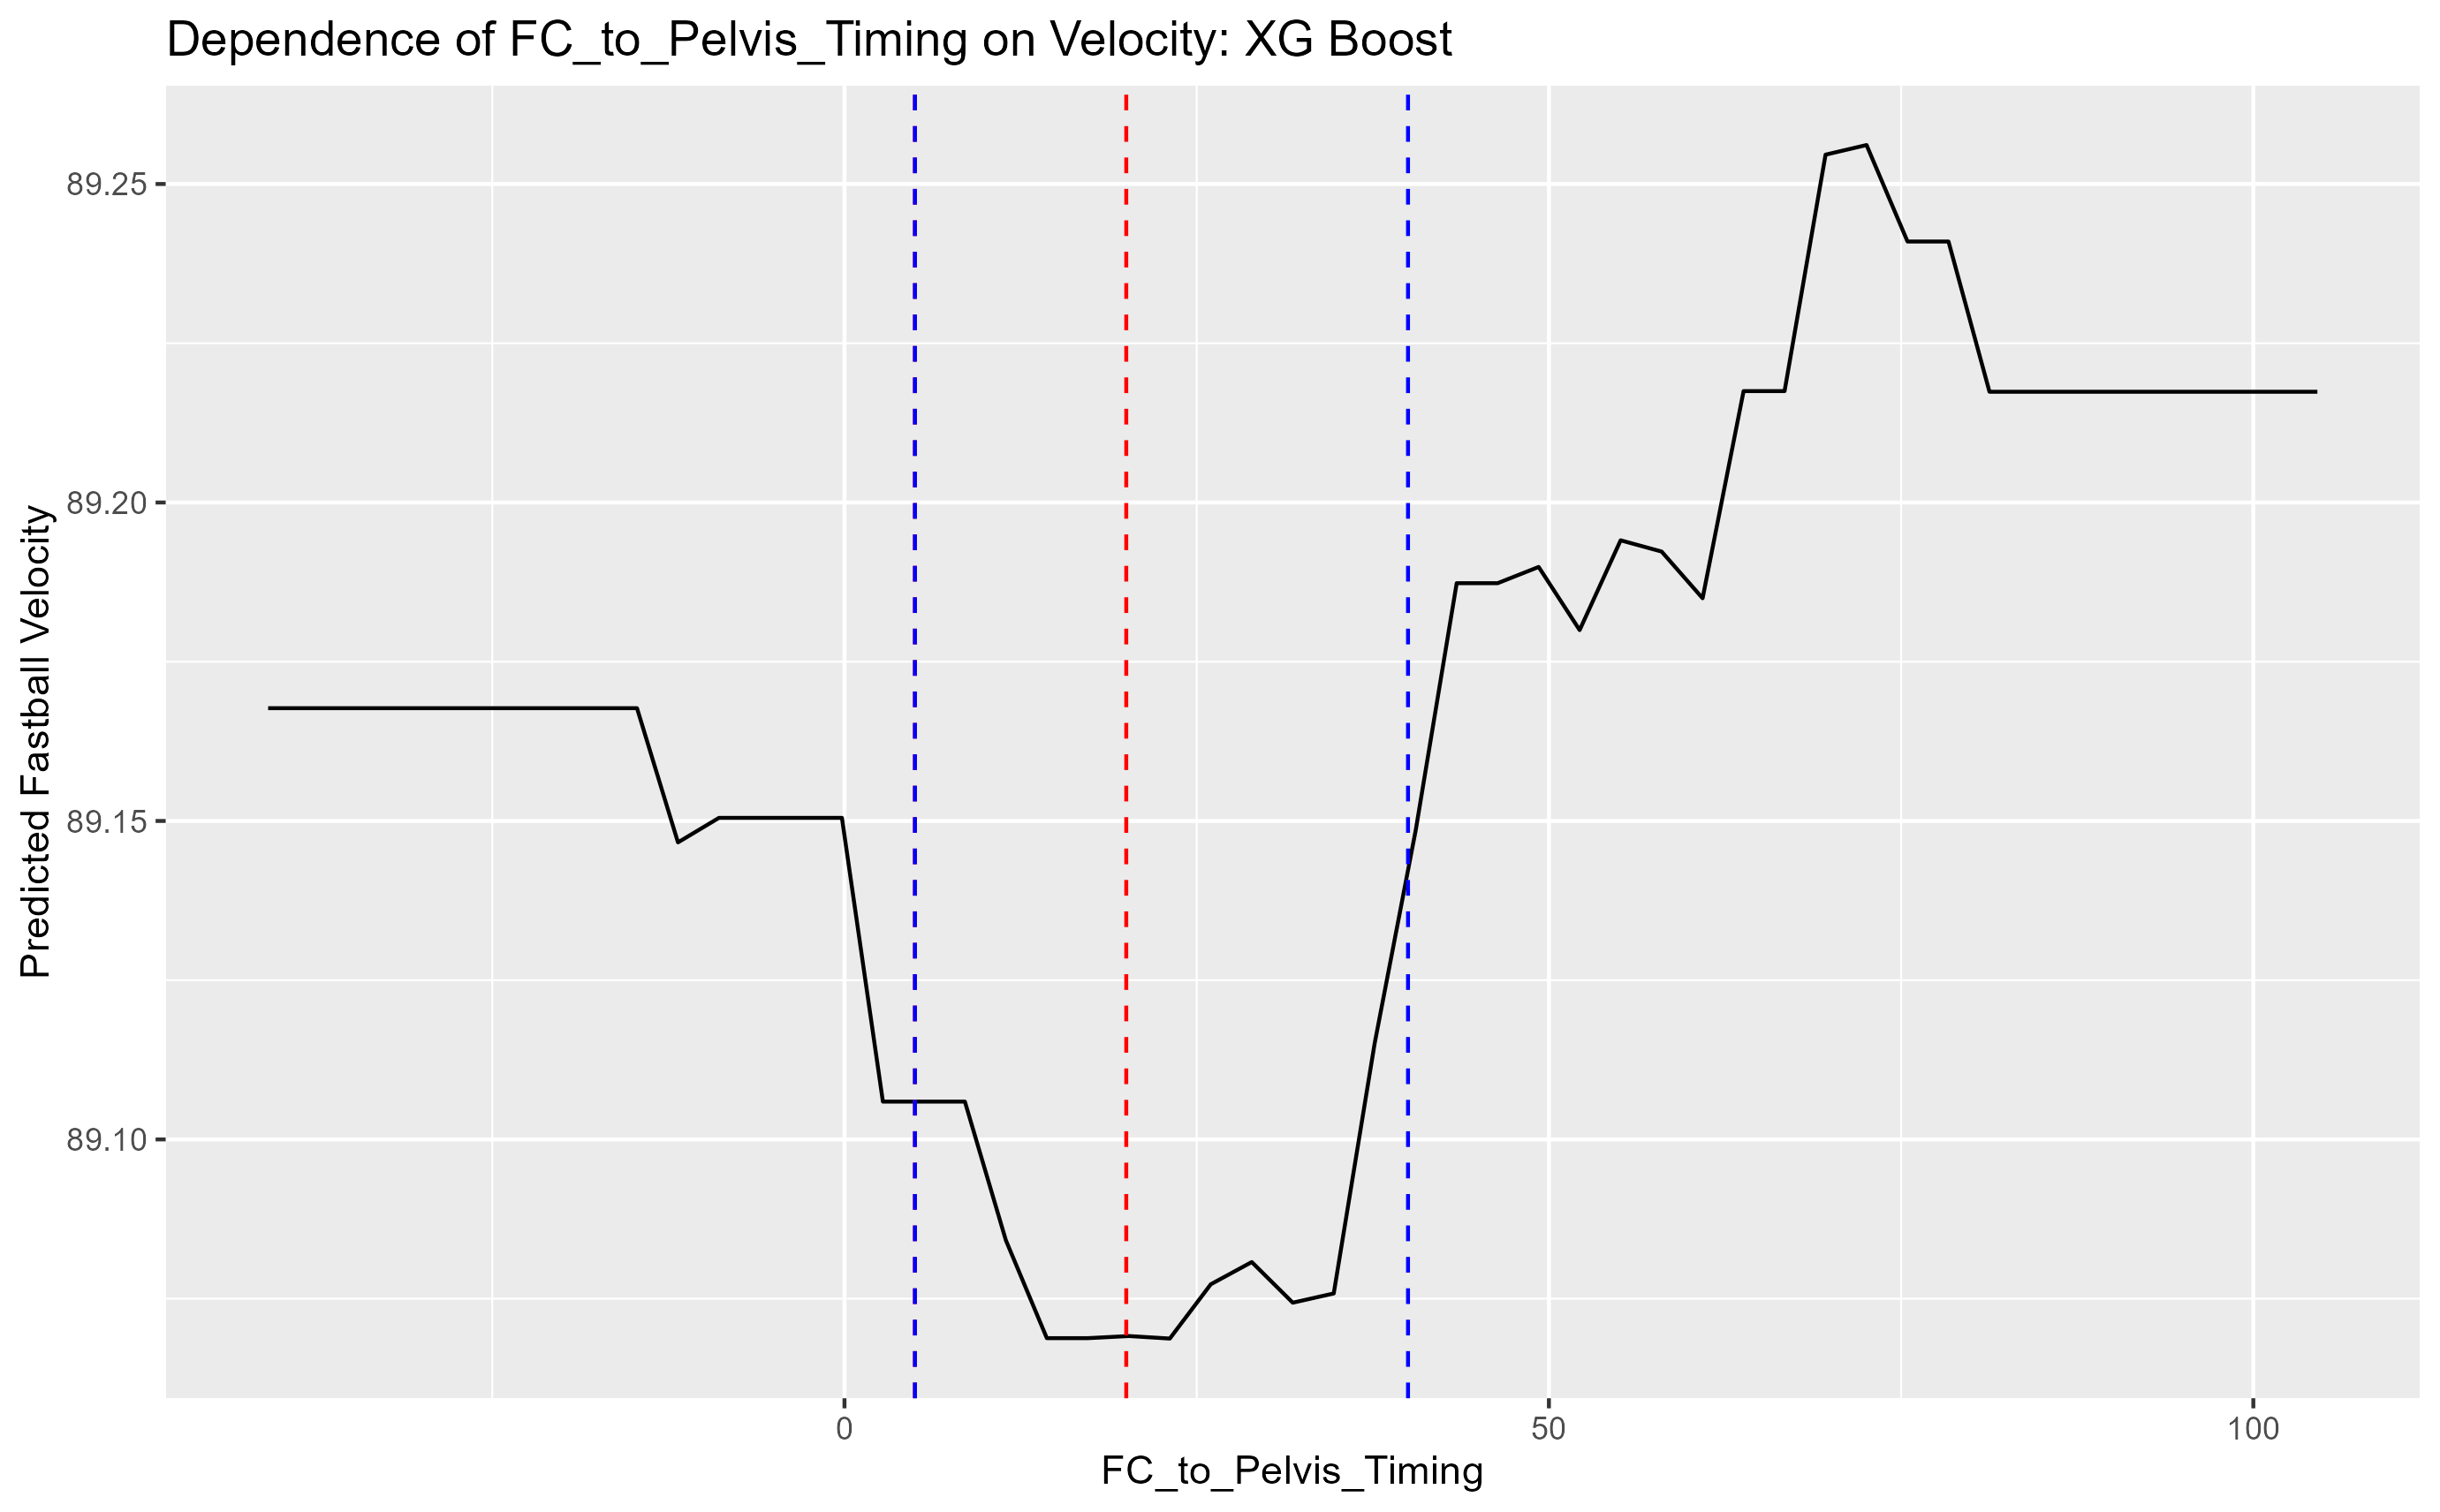 Dependence of FC_to_Pelvis_Timing on Velocity: XG Boost
Predicted Fastball Velocity
89.25
89.20
89.15
89.10
0
50
100
FC_to_Pelvis_Timing